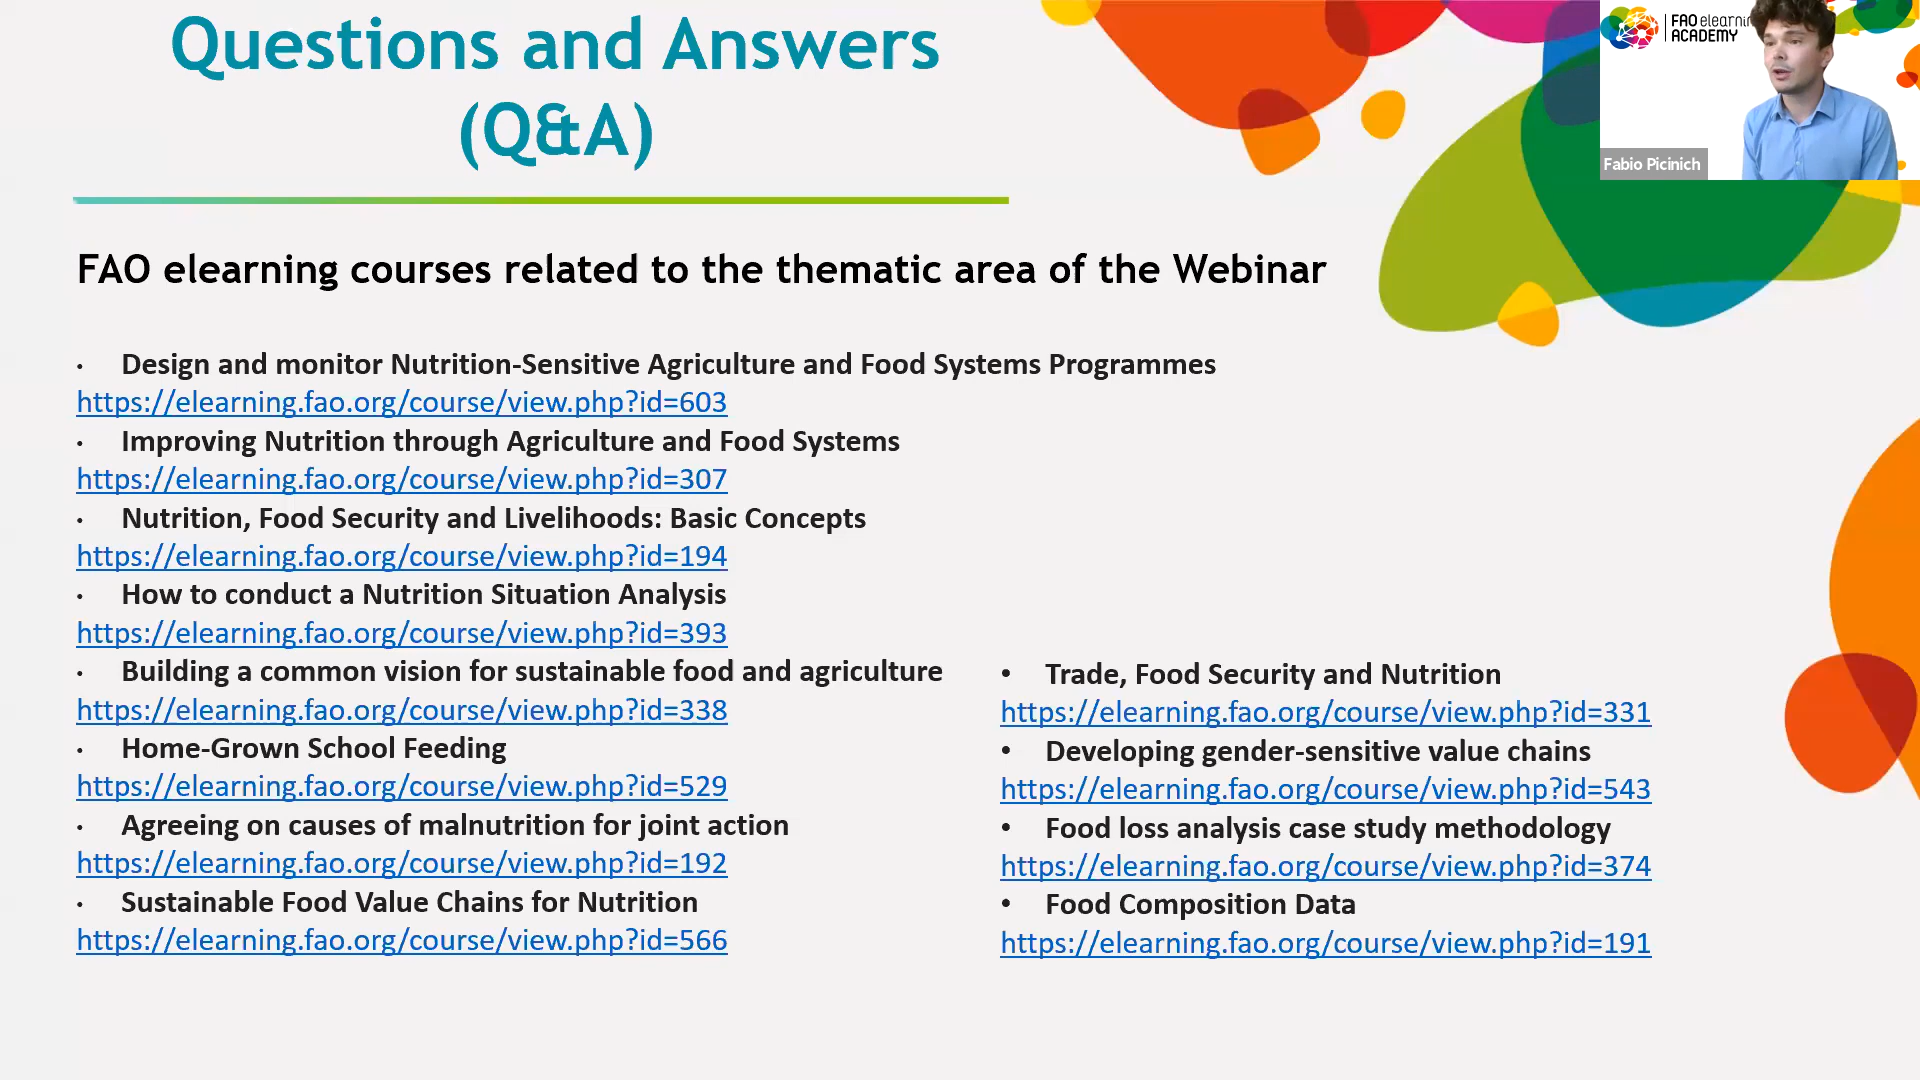 Questions and Answers
(Q&A)
FAO elearning courses related to the thematic area of the Webinar
• Design and monitor Nutrition-Sensitive Agriculture and Food Systems Programmes
https://elearning.fao.org/course/view.php?id=603
• Improving Nutrition through Agriculture and Food Systems
https://elearning.fao.org/course/view.php?id=307
• Nutrition, Food Security and Livelihoods: Basic Concepts
https://elearning.fao.org/course/view.php?id=194
• How to conduct a Nutrition Situation Analysis
https://elearning.fao.org/course/view.php?id=393
• Building a common vision for sustainable food and agriculture
https://elearning.fao.org/course/view.php?id=338
• Home-Grown School Feeding
https://elearning.fao.org/course/view.php?id=529
• Agreeing on causes of malnutrition for joint action
https://elearning.fao.org/course/view.php?id=192
• Sustainable Food Value Chains for Nutrition
https://elearning.fao.org/course/view.php?id=566
• Trade, Food Security and Nutrition
https://elearning.fao.org/course/view.php?id=331
• Developing gender-sensitive value chains
https://elearning.fao.org/course/view.php?id=543
• Food loss analysis case study methodology
https://elearning.fao.org/course/view.php?id=374
• Food Composition Data
https://elearning.fao.org/course/view.php?id=191
FAO
ACADEMY
Fabio Picinich